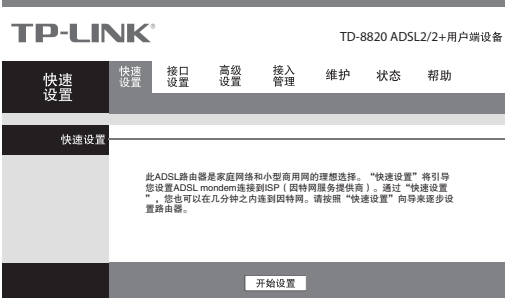 TP-LINK®
TD-8820 ADSL2/2+用户端设备
快速
设置
快速
设置
接口
设置
高级
设置
接入
管理
维护
状态
帮助
快速设置
此ADSL路由器是家庭网络和小型商用网的理想选择。“快速设置”将引导
您设置ADSL mondem连接到ISP（因特网服务提供商）。通过“快速设置
”，您也可以在几分钟之内连到因特网。请按照“快速设置”向导来逐步设
置路由器。
开始设置